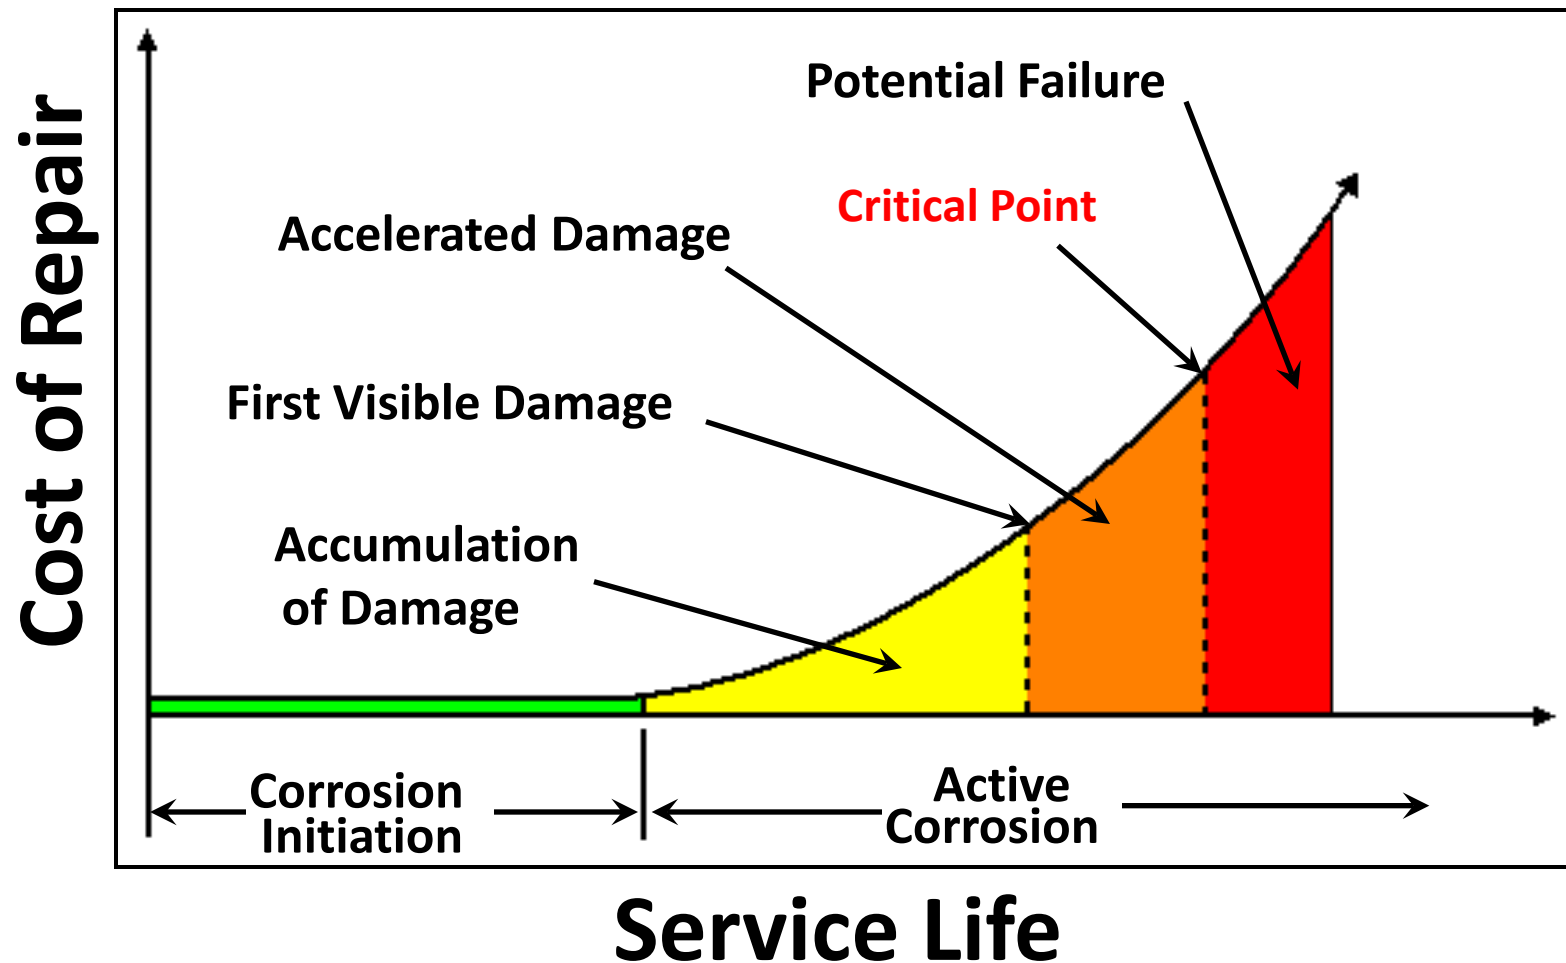 Cost of Repair
Potential Failure
Critical Point
Accelerated Damage
First Visible Damage
Accumulation
of Damage
Corrosion
Initiation
Active
Corrosion
Service Life